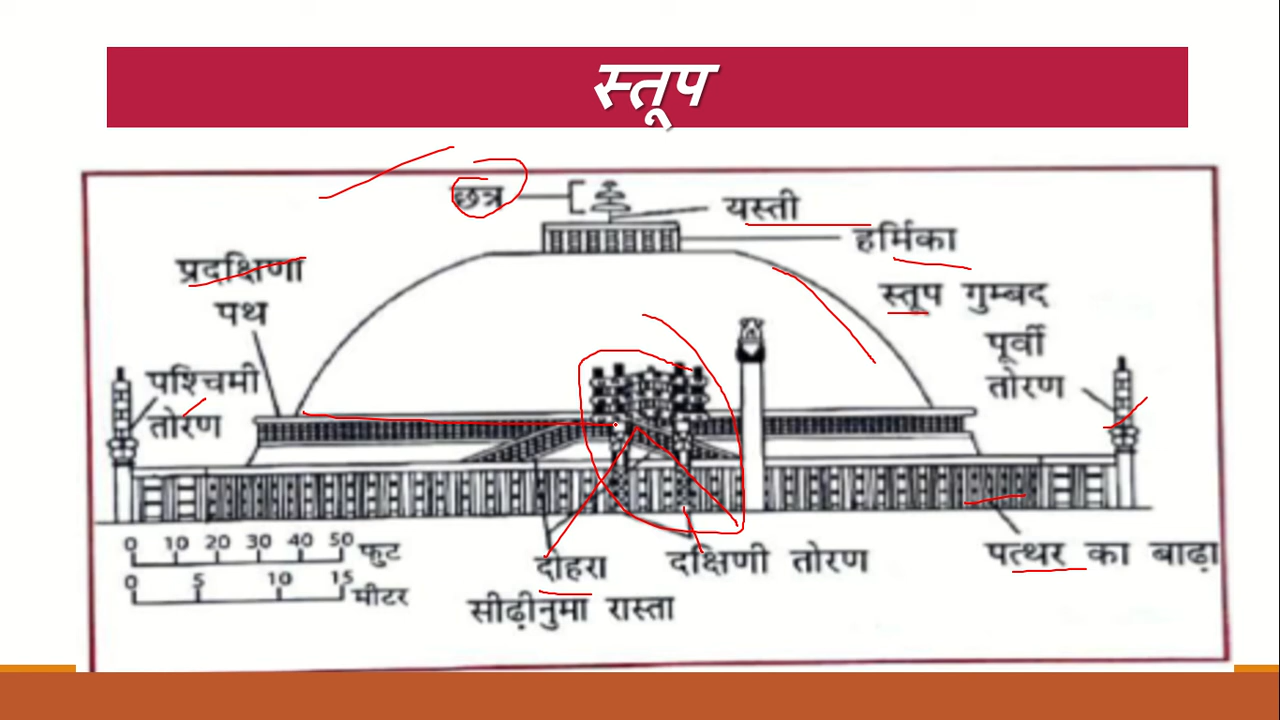 स्तूप
छत्र
यस्ती
हर्मिका
प्रदक्षिणा
पथ
स्तूप गुम्बद
पूर्वी
तोरण
पश्चिमी
तोरण
0 10 20 30 40 50 फुट
0 5 10 15 मीटर
दोहरा
सीढ़ीनुमा रास्ता
दक्षिणी तोरण
पत्थर का बाढ़ा